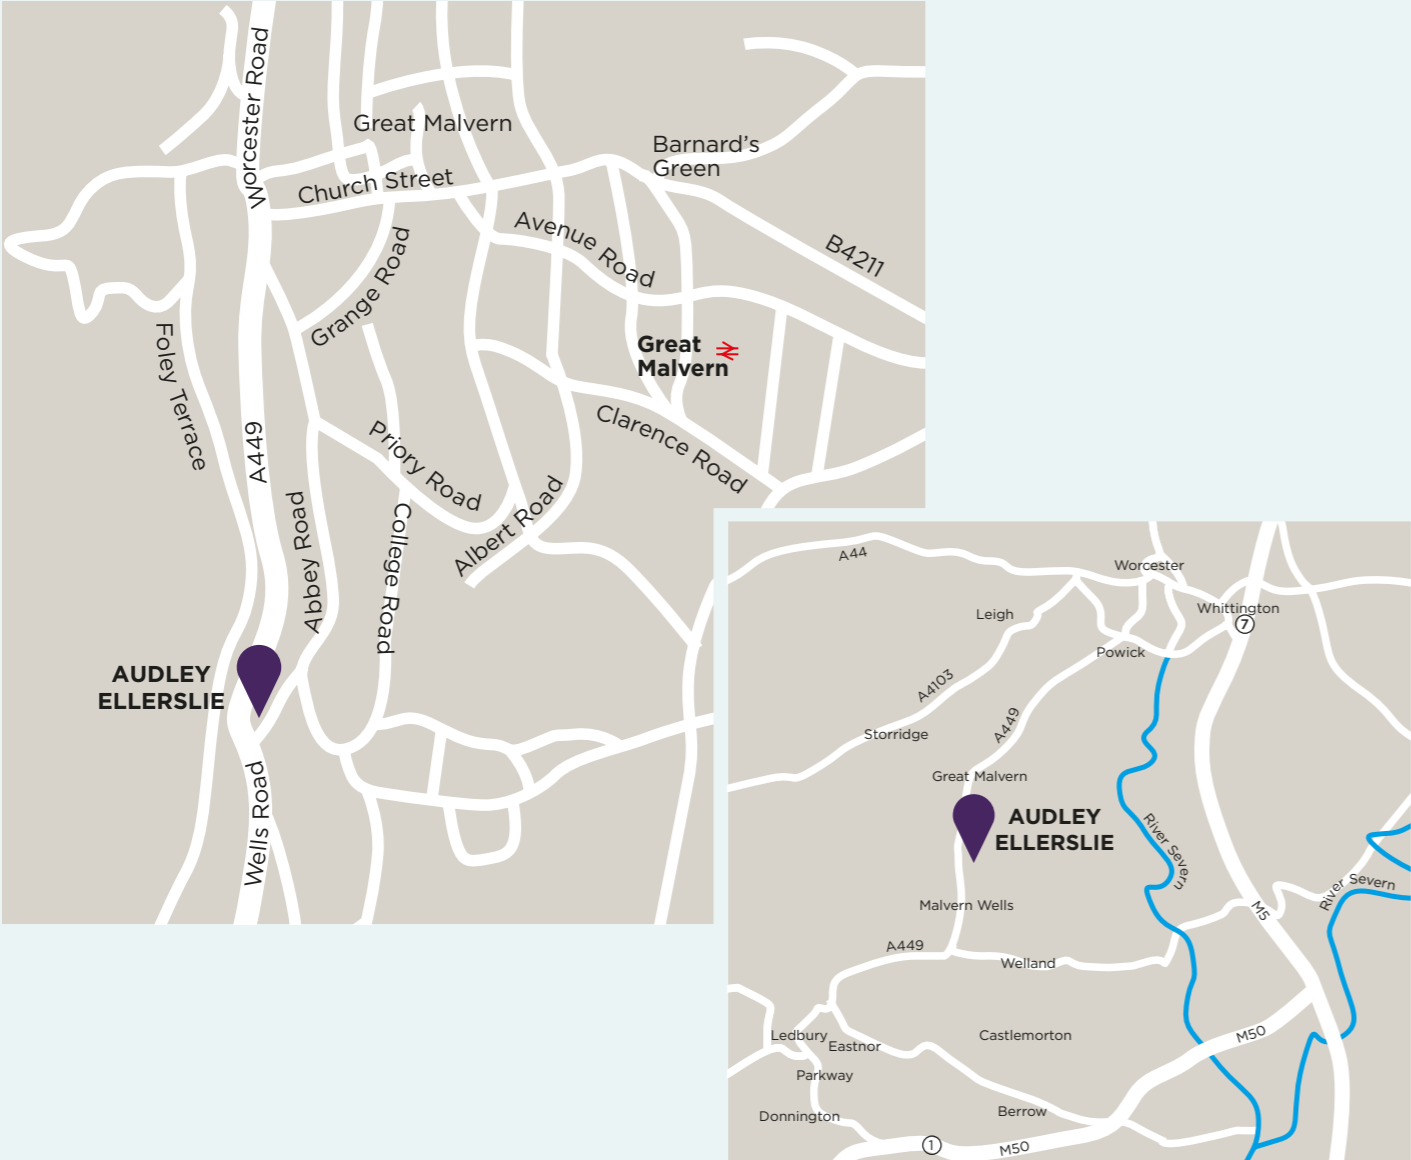 Worcester Road
Great Malvern
Church Street
Barnard's
Green
Avenue Road
B4211
Grange Road
Foley Terrace
Great
Malvern
A449
Priory Road
Clarence Road
Abbey Road
College Road
Albert Road
AUDLEY
ELLERSLIE
Wells Road
A44
Worcester
Leigh
Whittington
7
Powick
A4103
A449
Storridge
Great Malvern
AUDLEY
ELLERSLIE
River Severn
River Severn
Malvern Wells
M5
A449
Welland
Ledbury
Eastnor
Castlemorton
M50
Parkway
Donnington
Berrow
1
M50